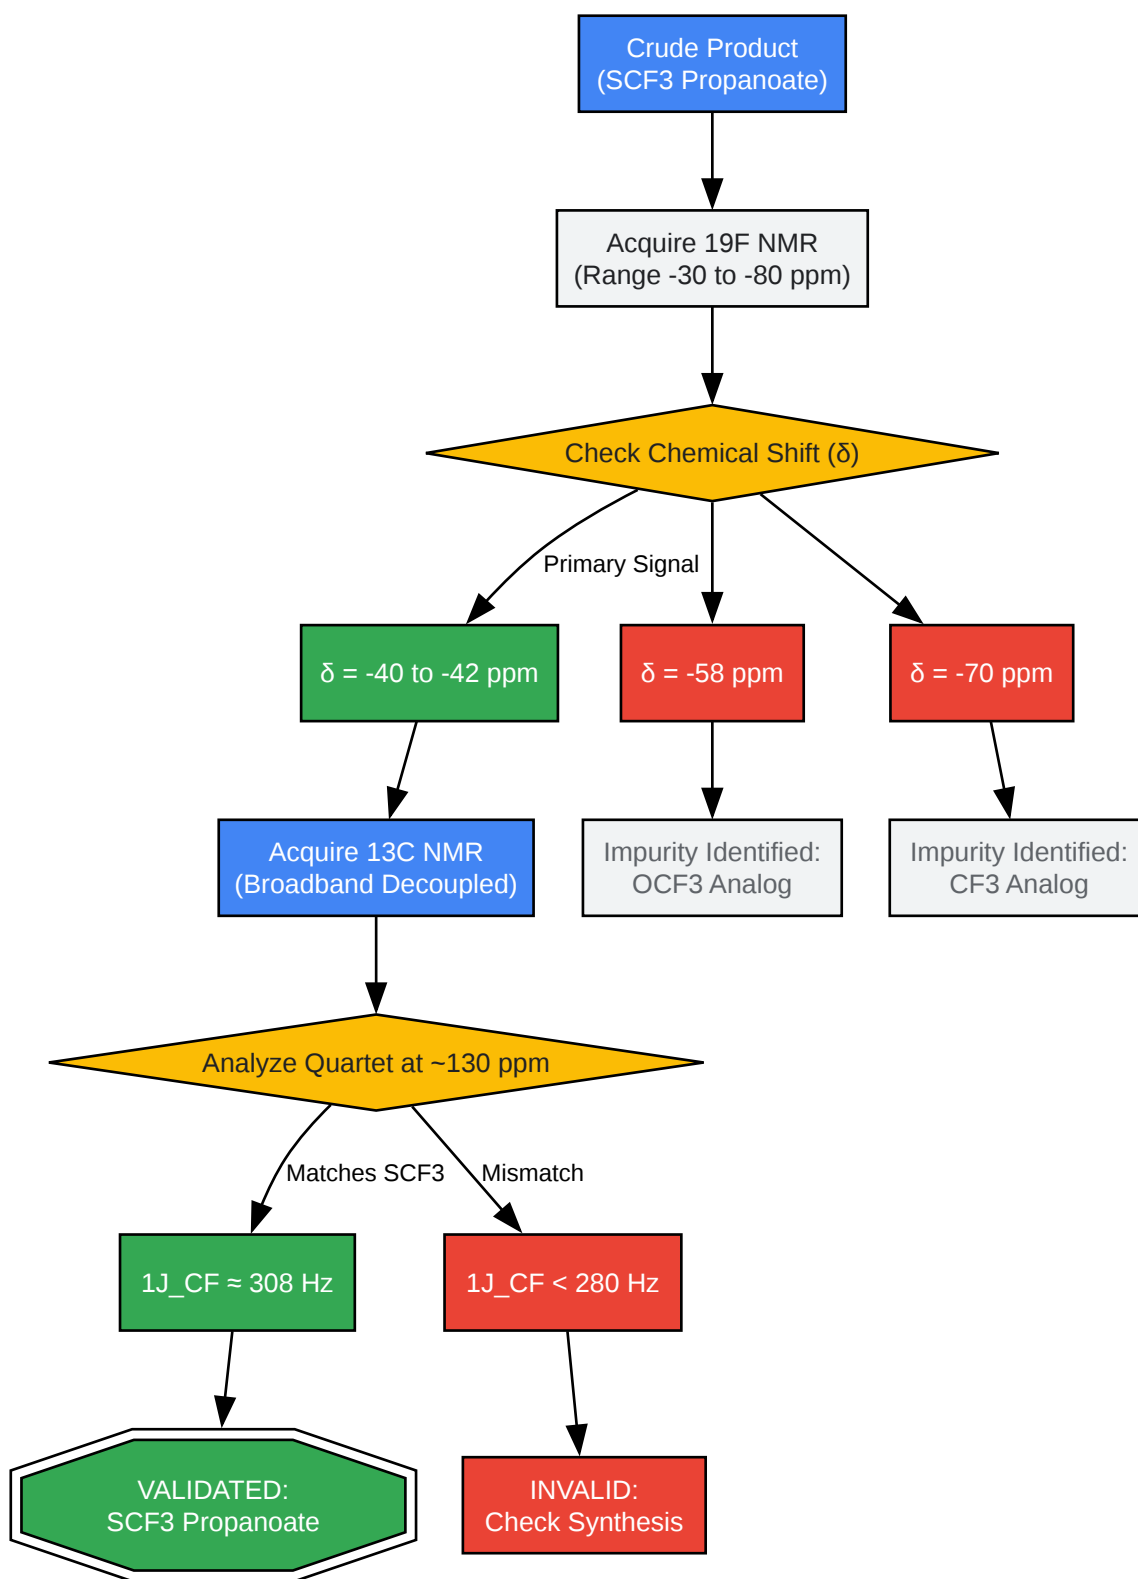 Crude Product
(SCF3 Propanoate)
Acquire 19F NMR
(Range -30 to -80 ppm)
Check Chemical Shift (δ)
Primary Signal
δ = -40 to -42 ppm
δ = -58 ppm
δ = -70 ppm
Acquire 13C NMR
(Broadband Decoupled)
Impurity Identified:
OCF3 Analog
Impurity Identified:
CF3 Analog
Analyze Quartet at ~130 ppm
Matches SCF3
Mismatch
1J_CF ≈ 308 Hz
1J_CF < 280 Hz
VALIDATED:
SCF3 Propanoate
INVALID:
Check Synthesis